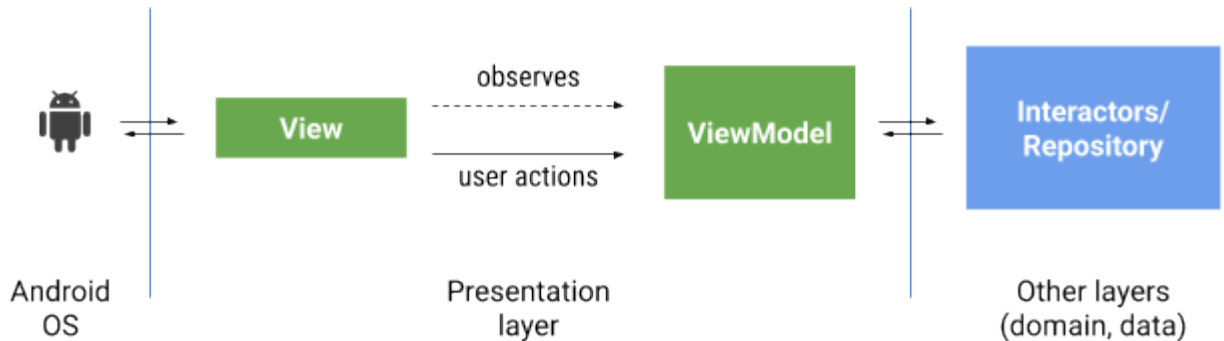 observes
View
ViewModel
Interactors/
Repository
user actions
Android
OS
Presentation
layer
Other layers
(domain, data)